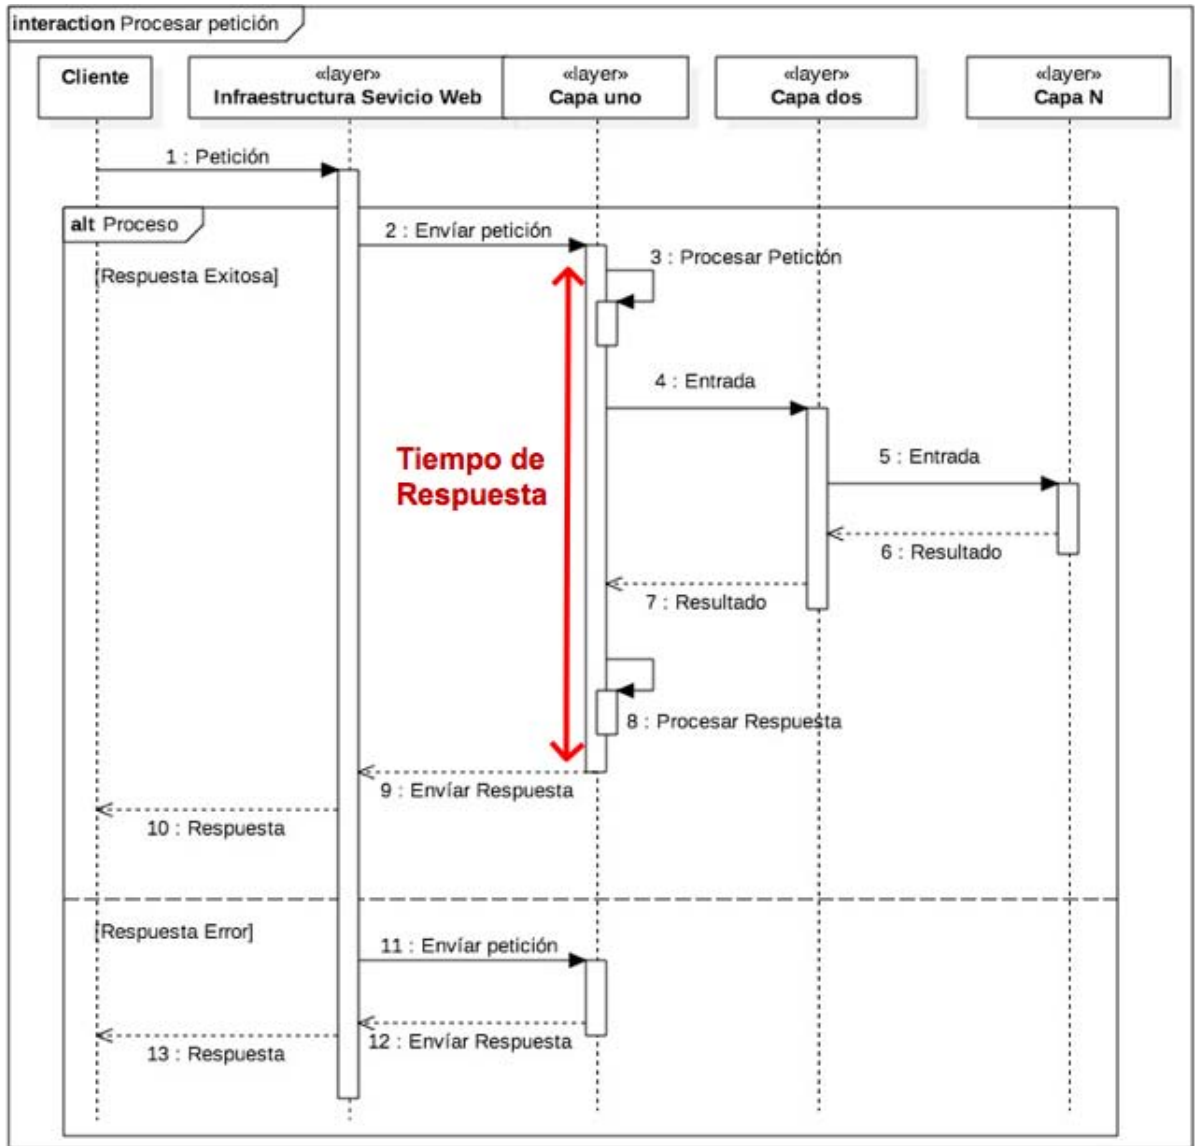 interaction Procesar petición
Cliente
«layer»
Infraestructura Sevicio Web
«layer»
Capa uno
«layer»
Capa dos
«layer»
Capa N
1 : Petición
alt Proceso
2 : Envíar petición
[Respuesta Exitosa]
3 : Procesar Petición
4 : Entrada
Tiempo de
Respuesta
5 : Entrada
6 : Resultado
7 : Resultado
8 : Procesar Respuesta
9 : Envíar Respuesta
10 : Respuesta
[Respuesta Error]
11 : Envíar petición
12 : Envíar Respuesta
13 : Respuesta